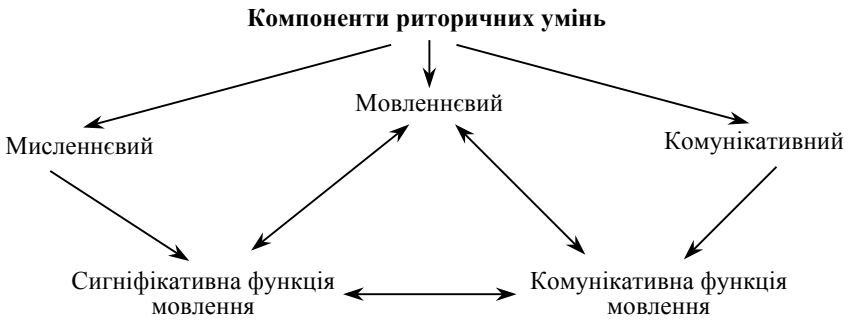 Компоненти риторичних умінь
Мовленнєвий
Мисленнєвий
Комунікативний
Сигніфікативна функція
мовлення
Комунікативна функція
мовлення